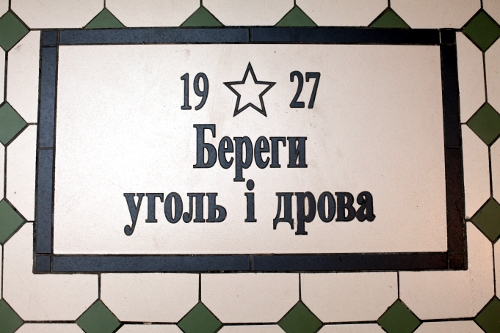 19 ☆ 27
Береги
уголь і дрова